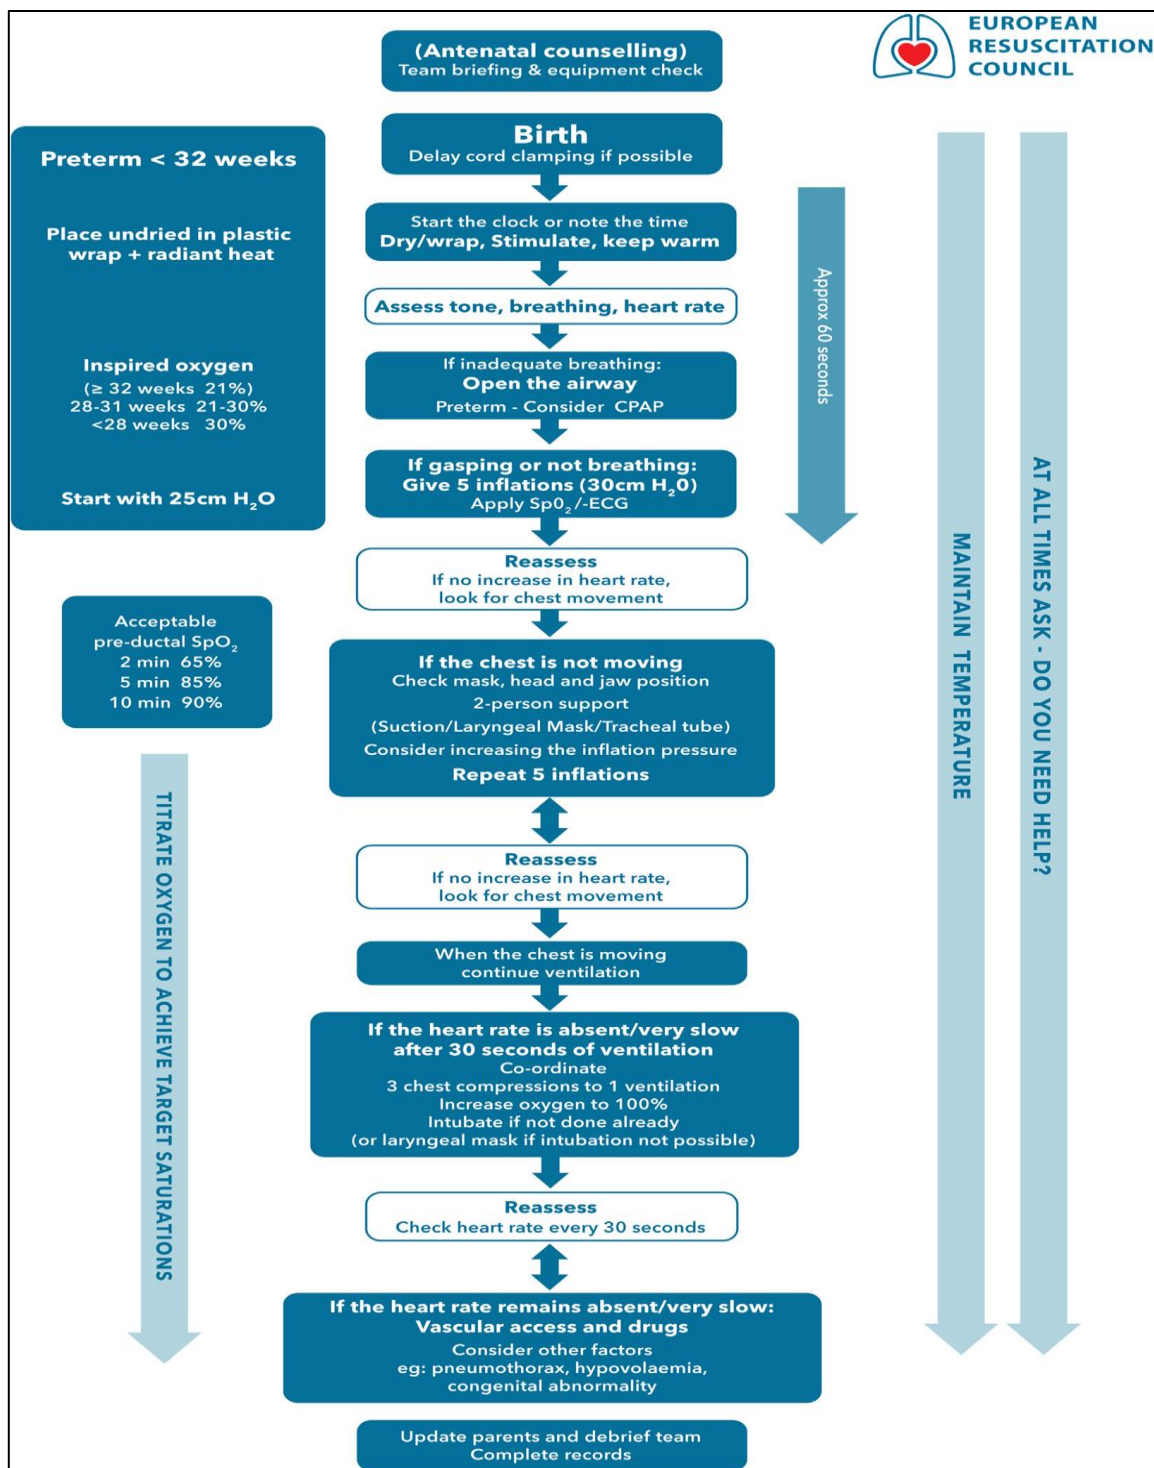 EUROPEAN
RESUSCITATION
COUNCIL
(Antenatal counselling)
Team briefing & equipment check
Birth
Delay cord clamping if possible
Start the clock or note the time
Dry/wrap, Stimulate, keep warm
Assess tone, breathing, heart rate
If inadequate breathing:
Open the airway
Preterm - Consider CPAP
If gasping or not breathing:
Give 5 inflations (30cm H₂0)
Apply Sp0₂/-ECG
Reassess
If no increase in heart rate,
look for chest movement
If the chest is not moving
Check mask, head and jaw position
2-person support
(Suction/Laryngeal Mask/Tracheal tube)
Consider increasing the inflation pressure
Repeat 5 inflations
Reassess
If no increase in heart rate,
look for chest movement
When the chest is moving
continue ventilation
If the heart rate is absent/very slow
after 30 seconds of ventilation
Co-ordinate
3 chest compressions to 1 ventilation
Increase oxygen to 100%
Intubate if not done already
(or laryngeal mask if intubation not possible)
Reassess
Check heart rate every 30 seconds
If the heart rate remains absent/very slow:
Vascular access and drugs
Consider other factors
eg: pneumothorax, hypovolaemia,
congenital abnormality
Update parents and debrief team
Complete records
Preterm < 32 weeks
Place undried in plastic
wrap + radiant heat
Inspired oxygen
(≥ 32 weeks 21%)
28-31 weeks 21-30%
<28 weeks 30%
Start with 25cm H₂O
Acceptable
pre-ductal SpO₂
2 min 65%
5 min 85%
10 min 90%
TITRATE OXYGEN TO ACHIEVE TARGET SATURATIONS
Approx 60 seconds
MAINTAIN TEMPERATURE
AT ALL TIMES ASK - DO YOU NEED HELP?